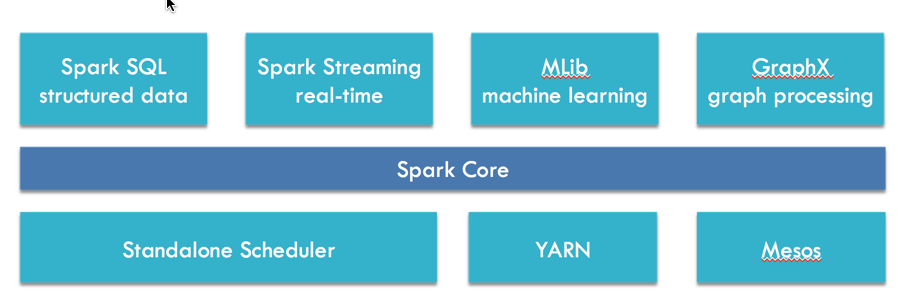 Spark SQL
structured data
Spark Streaming
real-time
MLib
machine learning
GraphX
graph processing
Spark Core
Standalone Scheduler
YARN
Mesos